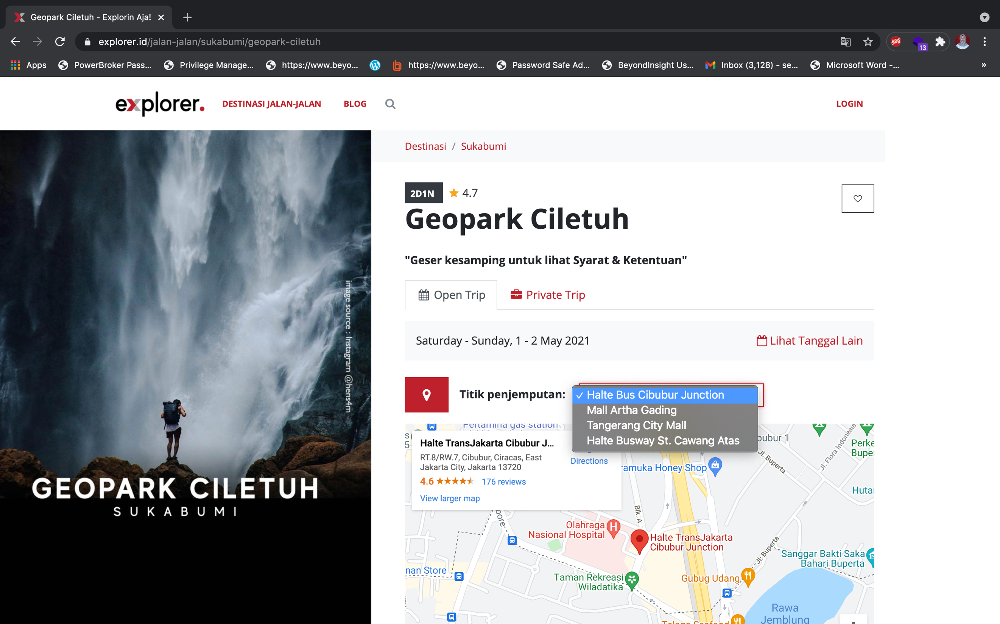 Geopark Ciletuh - Explorin Aja!
explorer.id/jalan-jalan/sukabumi/geopark-ciletuh
ABP
13
Apps
PowerBroker Pass...
Privilege Manage...
https://www.beyo...
https://www.beyo...
Password Safe Ad...
BeyondInsight Us...
Inbox (3,128) - se...
Microsoft Word -...
»
explorer.
DESTINASI JALAN-JALAN
BLOG
LOGIN
image source : Instagram @hens4m
GEOPARK CILETUH
SUKABUMI
Destinasi / Sukabumi
2D1N
4.7
Geopark Ciletuh
"Geser kesamping untuk lihat Syarat & Ketentuan"
Open Trip
Private Trip
Saturday - Sunday, 1 - 2 May 2021
Lihat Tanggal Lain
Titik penjemputan:
✓ Halte Bus Cibubur Junction
Mall Artha Gading
Tangerang City Mall
Halte Busway St. Cawang Atas
Pertamina gas station
Halte TransJakarta Cibubur J...
RT.8/RW.7, Cibubur, Ciracas, East
Jakarta City, Jakarta 13720
4.6
176 reviews
View larger map
Directions
bubur 1
Jl. Flora Indonesia
Perke
Buper
Jl. Buperta
ramuka Honey Shop
Hutan
Blk. A
pore
Olahraga
Nasional Hospital
H
Halte TransJakarta
Cibubur Junction
Jl. Buperta
Sanggar Bakti Saka
Bahari Buperta
nan Store
Taman Rekreasi
Wiladatika
Gubug Udang
Rawa
Jemblung
Telaga Seafood